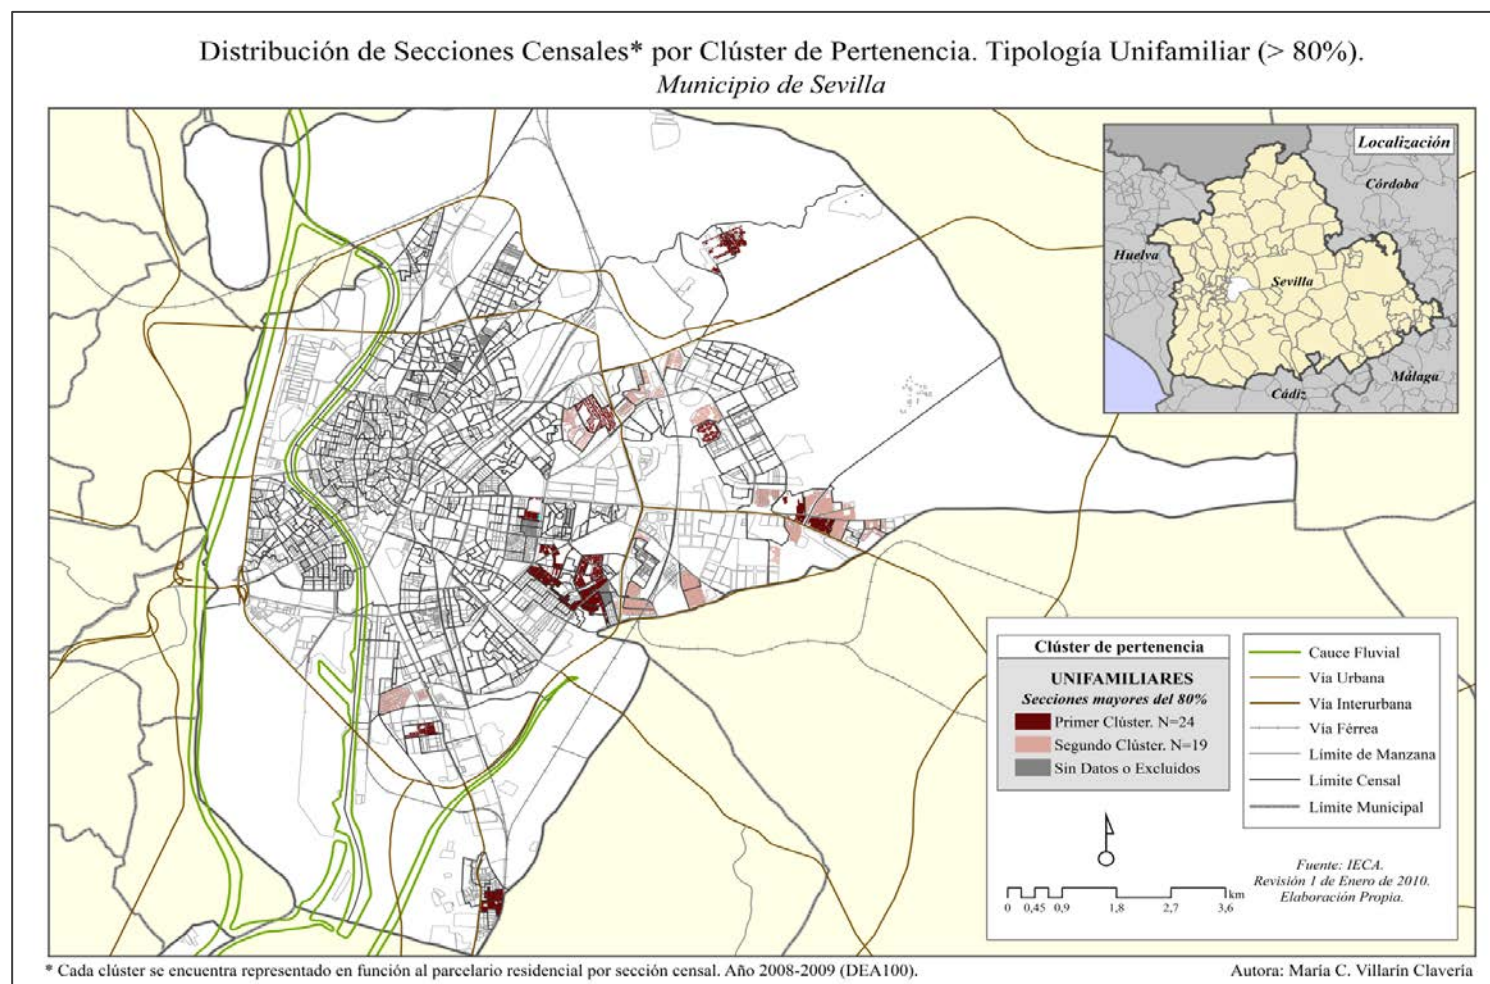 Distribución de Secciones Censales* por Clúster de Pertenencia. Tipología Unifamiliar (> 80%).
Municipio de Sevilla
Localización
Córdoba
Huelva
Sevilla
Málaga
Cádiz
Clúster de pertenencia
UNIFAMILIARES
Secciones mayores del 80%
Primer Clúster. N=24
Segundo Clúster. N=19
Sin Datos o Excluidos
Cauce Fluvial
Vía Urbana
Vía Interurbana
Vía Férrea
Límite de Manzana
Límite Censal
Límite Municipal
km
0 0,45 0,9 1,8 2,7 3,6
Fuente: IECA.
Revisión 1 de Enero de 2010.
Elaboración Propia.
* Cada clúster se encuentra representado en función al parcelario residencial por sección censal. Año 2008-2009 (DEA100).
Autora: María C. Villarín Clavería